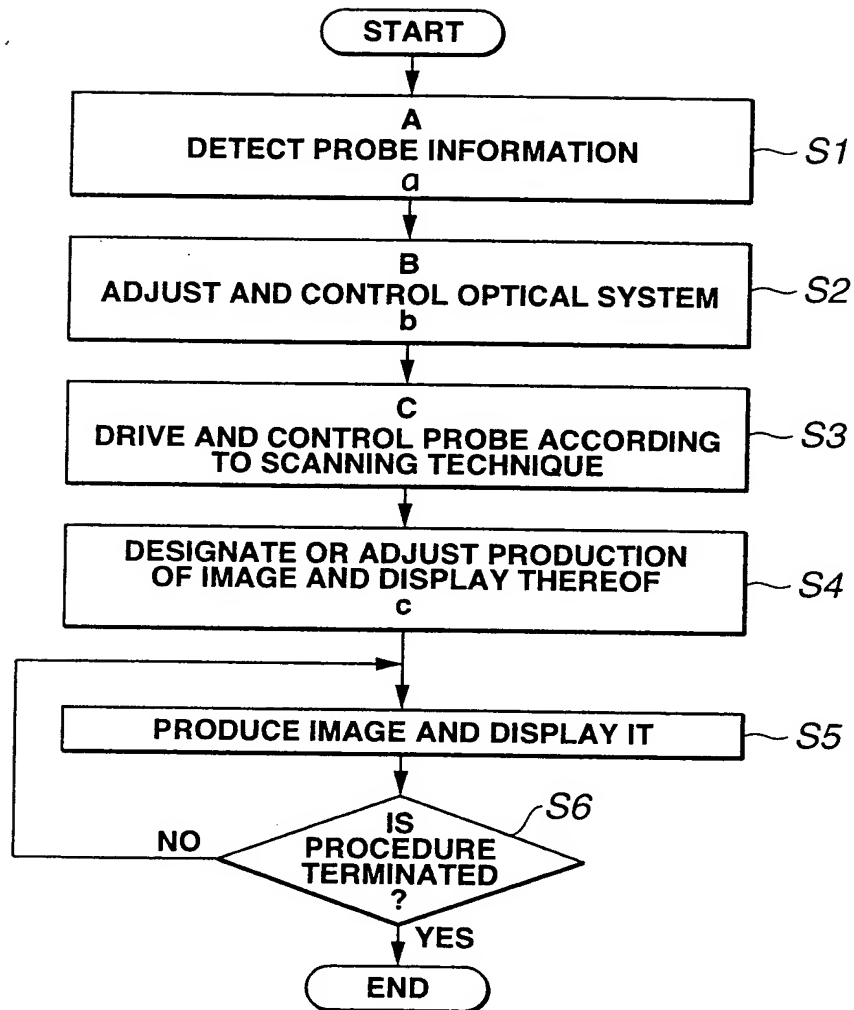 START
A
DETECT PROBE INFORMATION
a
S1
B
ADJUST AND CONTROL OPTICAL SYSTEM
b
S2
C
DRIVE AND CONTROL PROBE ACCORDING
TO SCANNING TECHNIQUE
S3
DESIGNATE OR ADJUST PRODUCTION
OF IMAGE AND DISPLAY THEREOF
c
S4
PRODUCE IMAGE AND DISPLAY IT
S5
S6
NO
IS
PROCEDURE
TERMINATED
?
YES
END